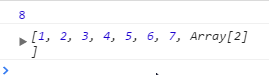 8
▶[1, 2, 3, 4, 5, 6, 7, Array[2]
]
>